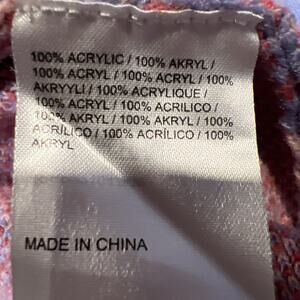 100% ACRYLIC / 100% AKRYL /
100% ACRYL / 100% ACRYL / 100%
AKRYYLI / 100% ACRYLIQUE /
100% ACRYL / 100% ACRILICO /
100% AKRYL / 100% AKRYL / 100%
ACRÍLICO / 100% ACRÍLICO / 100%
AKRYL
MADE IN CHINA